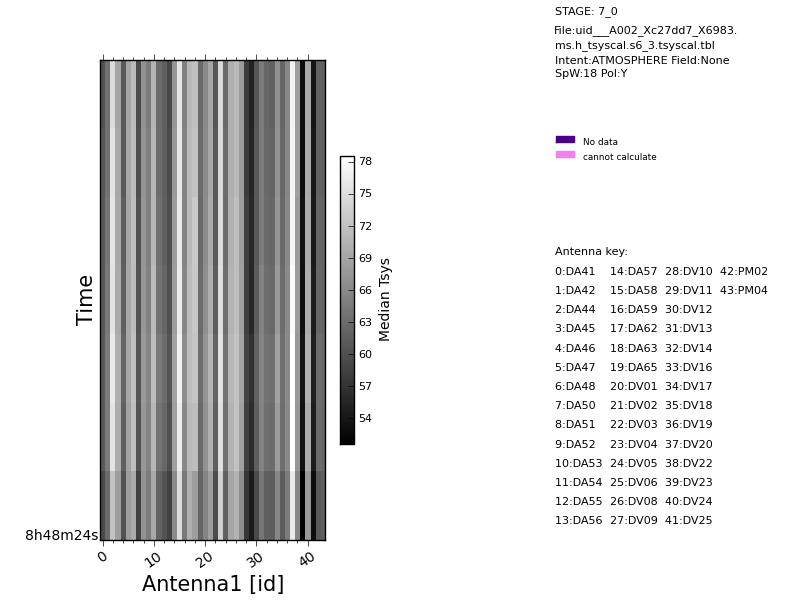 STAGE: 7_0
File:uid___A002_Xc27dd7_X6983.
ms.h_tsyscal.s6_3.tsyscal.tbl
Intent:ATMOSPHERE Field:None
SpW:18 Pol:Y
No data
cannot calculate
78
75
72
69
66
63
60
57
54
Median Tsys
Time
8h48m24s
0 10 20 30 40
Antenna1 [id]
Antenna key:
0:DA41 14:DA57 28:DV10 42:PM02
1:DA42 15:DA58 29:DV11 43:PM04
2:DA44 16:DA59 30:DV12
3:DA45 17:DA62 31:DV13
4:DA46 18:DA63 32:DV14
5:DA47 19:DA65 33:DV16
6:DA48 20:DV01 34:DV17
7:DA50 21:DV02 35:DV18
8:DA51 22:DV03 36:DV19
9:DA52 23:DV04 37:DV20
10:DA53 24:DV05 38:DV22
11:DA54 25:DV06 39:DV23
12:DA55 26:DV08 40:DV24
13:DA56 27:DV09 41:DV25